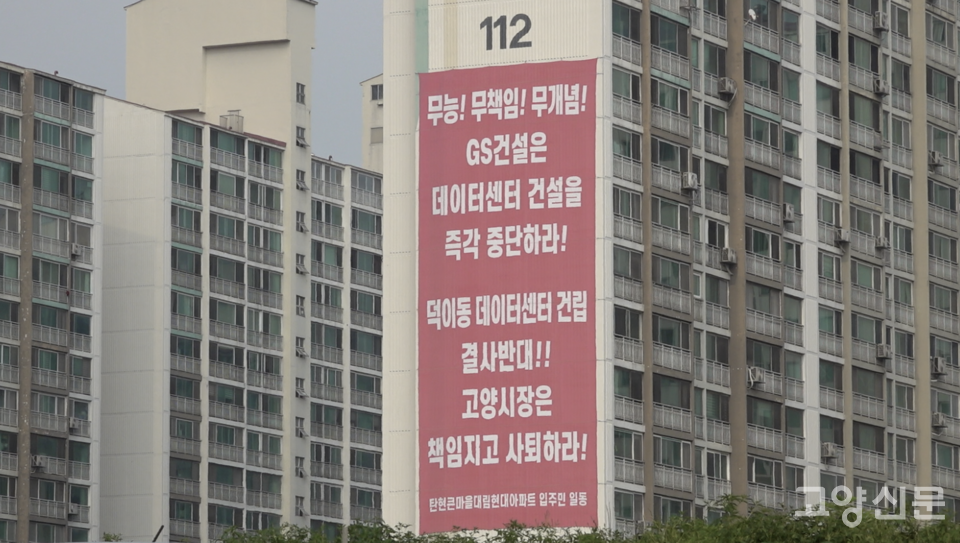 112
무능! 무책임! 무개념!
GS건설은
데이터센터 건설을
즉각 중단하라!
덕이동 데이터센터 건립
결사반대!!
고양시장은
책임지고 사퇴하라!
탄현큰마을대림현대아파트 입주민 일동
고양신문